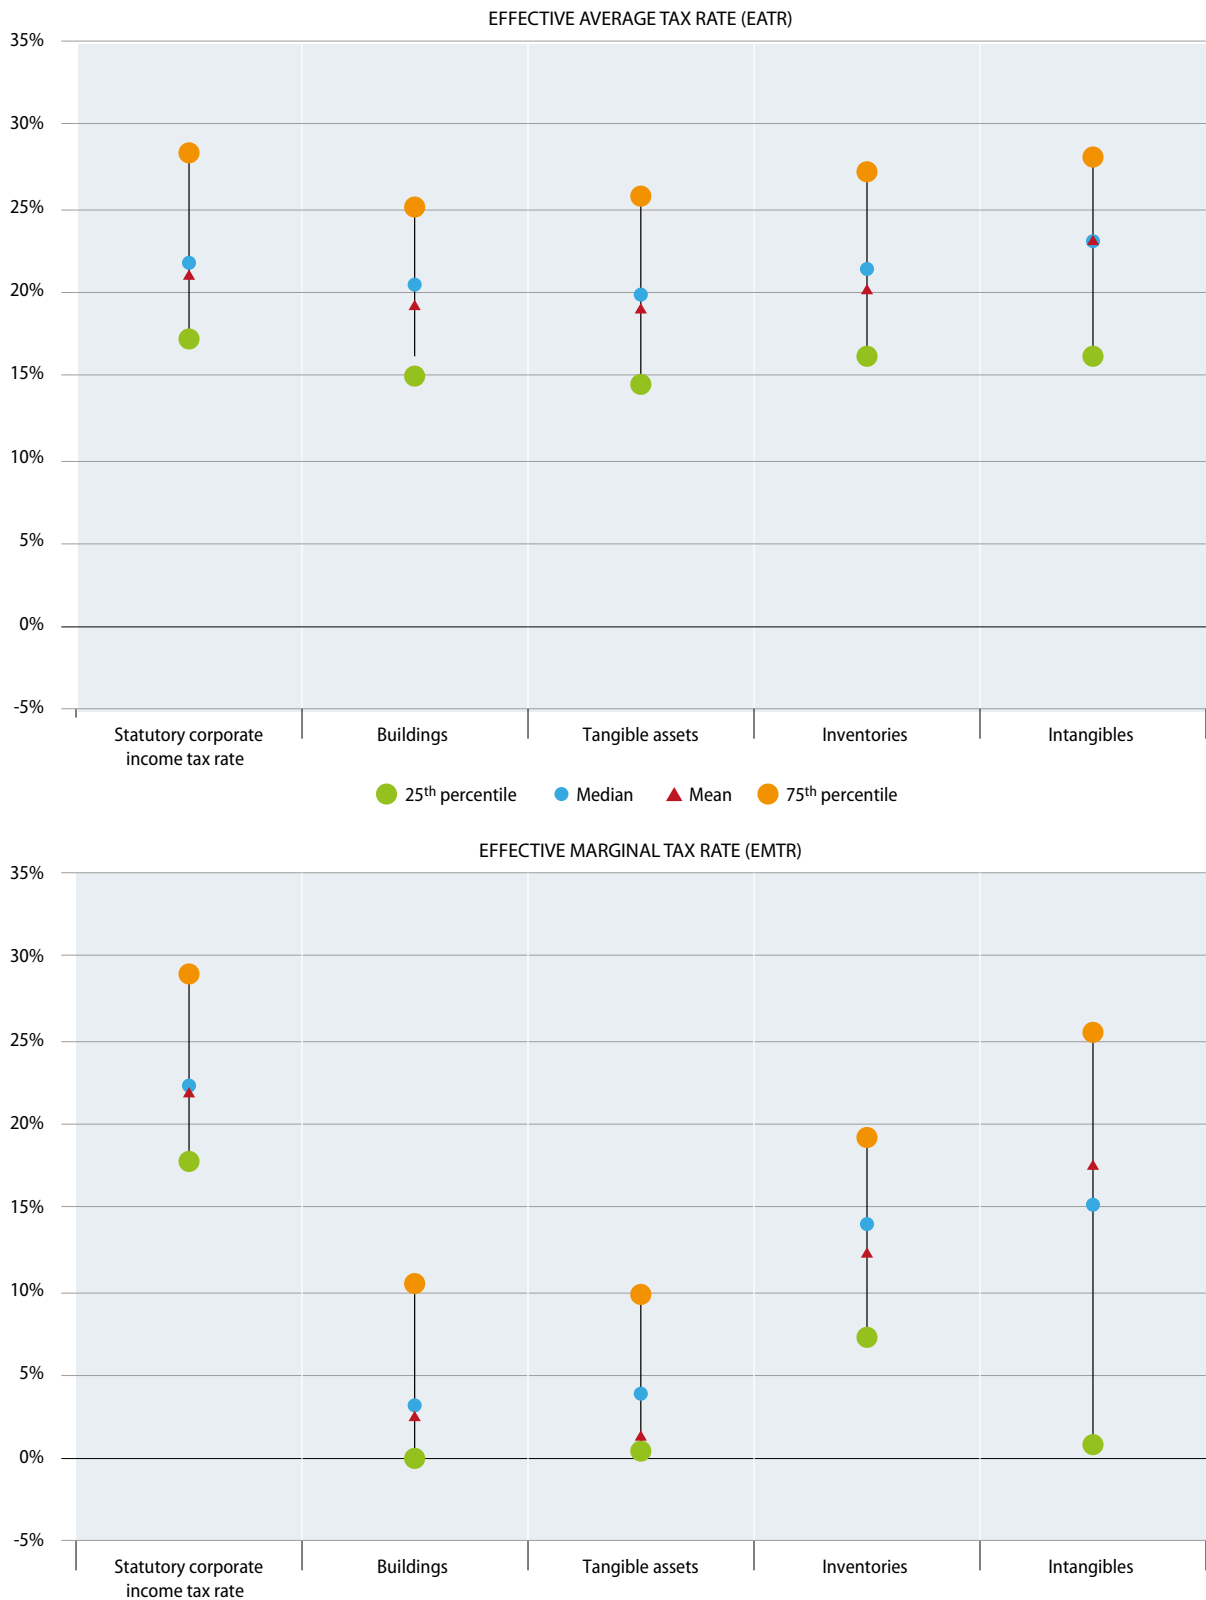 EFFECTIVE AVERAGE TAX RATE (EATR)
35%
30%
25%
20%
15%
10%
5%
0%
-5%
Statutory corporate
income tax rate
Buildings
Tangible assets
Inventories
Intangibles
25th percentile
Median
Mean
75th percentile
EFFECTIVE MARGINAL TAX RATE (EMTR)
35%
30%
25%
20%
15%
10%
5%
0%
-5%
Statutory corporate
income tax rate
Buildings
Tangible assets
Inventories
Intangibles